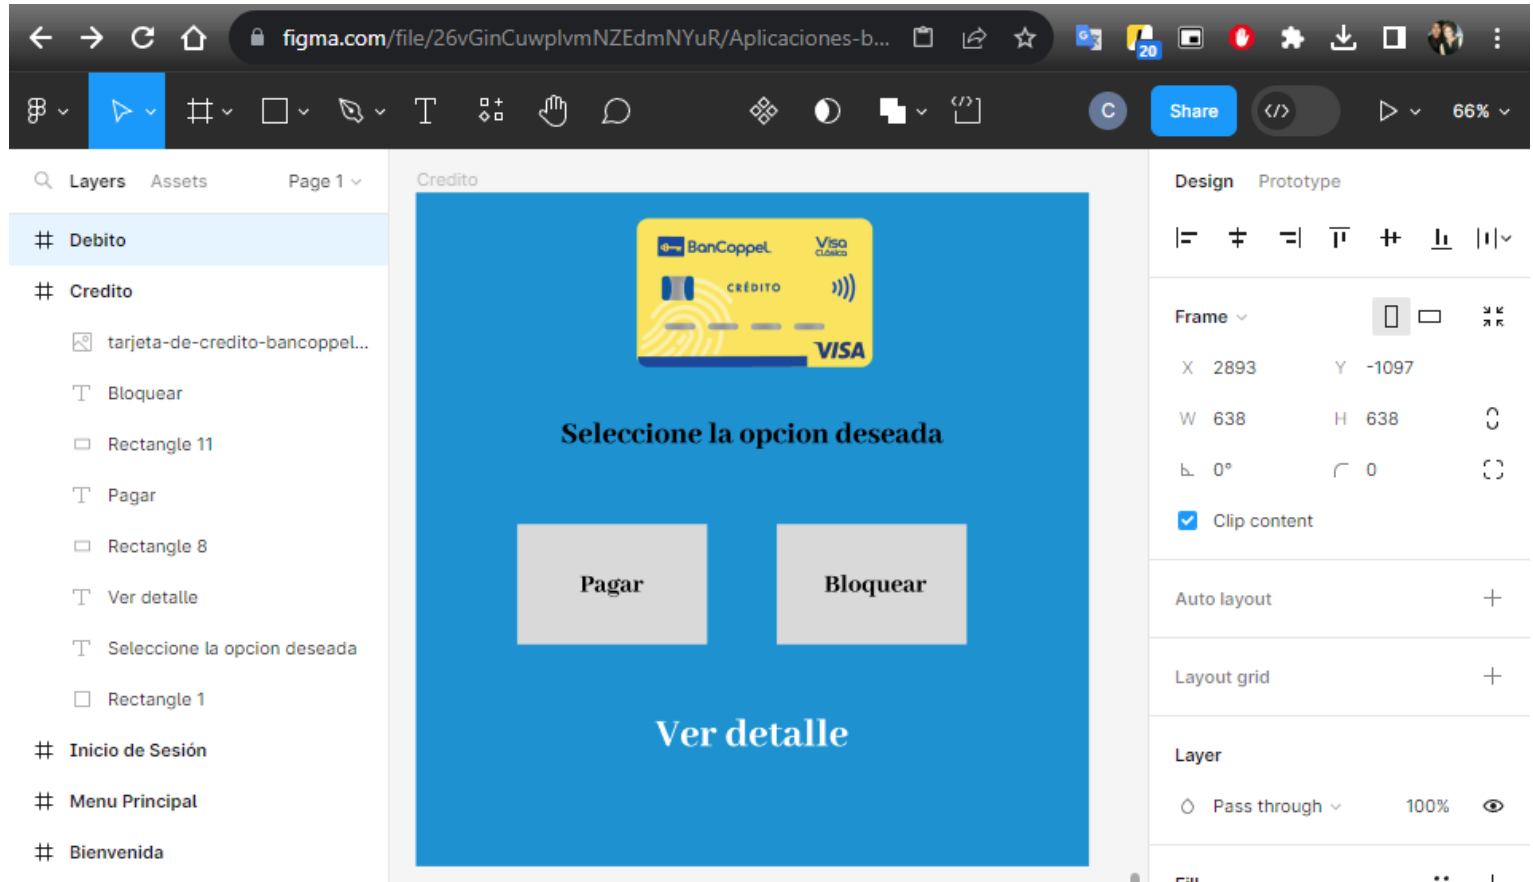 figma.com/file/26vGinCuwplvmNZEdmNYuR/Aplicaciones-b...
20
C
Share
66%
Layers
Assets
Page 1
Debito
Credito
tarjeta-de-credito-bancoppel...
Bloquear
Rectangle 11
Pagar
Rectangle 8
Ver detalle
Seleccione la opcion deseada
Rectangle 1
Inicio de Sesión
Menu Principal
Bienvenida
Credito
BanCoppel
Visa
Clásica
CRÉDITO
VISA
Seleccione la opcion deseada
Pagar
Bloquear
Ver detalle
Design
Prototype
Frame
X 2893
Y -1097
W 638
H 638
0°
0
Clip content
Auto layout
Layout grid
Layer
Pass through
100%
Fill